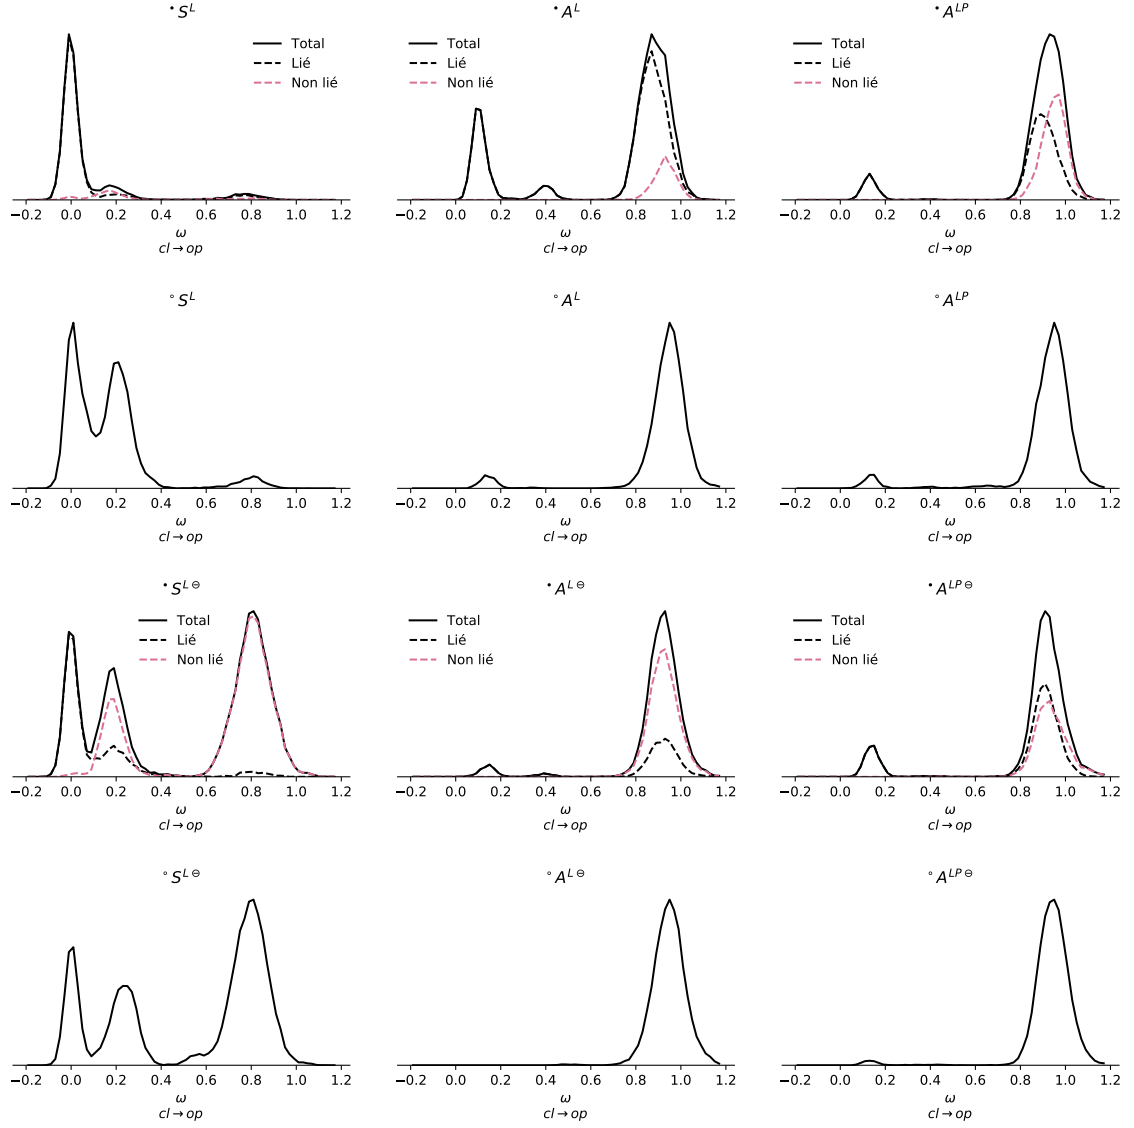 •S^L •A^L •A^LP
Total Total Total
Lié Lié Lié
Non lié Non lié Non lié
−0.2 0.0 0.2 0.4 0.6 0.8 1.0 1.2 −0.2 0.0 0.2 0.4 0.6 0.8 1.0 1.2 −0.2 0.0 0.2 0.4 0.6 0.8 1.0 1.2
ω ω ω
cl→op cl→op cl→op
∘S^L ∘A^L ∘A^LP
−0.2 0.0 0.2 0.4 0.6 0.8 1.0 1.2 −0.2 0.0 0.2 0.4 0.6 0.8 1.0 1.2 −0.2 0.0 0.2 0.4 0.6 0.8 1.0 1.2
ω ω ω
cl→op cl→op cl→op
•S^L⊖ •A^L⊖ •A^LP⊖
Total Total Total
Lié Lié Lié
Non lié Non lié Non lié
−0.2 0.0 0.2 0.4 0.6 0.8 1.0 1.2 −0.2 0.0 0.2 0.4 0.6 0.8 1.0 1.2 −0.2 0.0 0.2 0.4 0.6 0.8 1.0 1.2
ω ω ω
cl→op cl→op cl→op
∘S^L⊖ ∘A^L⊖ ∘A^LP⊖
−0.2 0.0 0.2 0.4 0.6 0.8 1.0 1.2 −0.2 0.0 0.2 0.4 0.6 0.8 1.0 1.2 −0.2 0.0 0.2 0.4 0.6 0.8 1.0 1.2
ω ω ω
cl→op cl→op cl→op